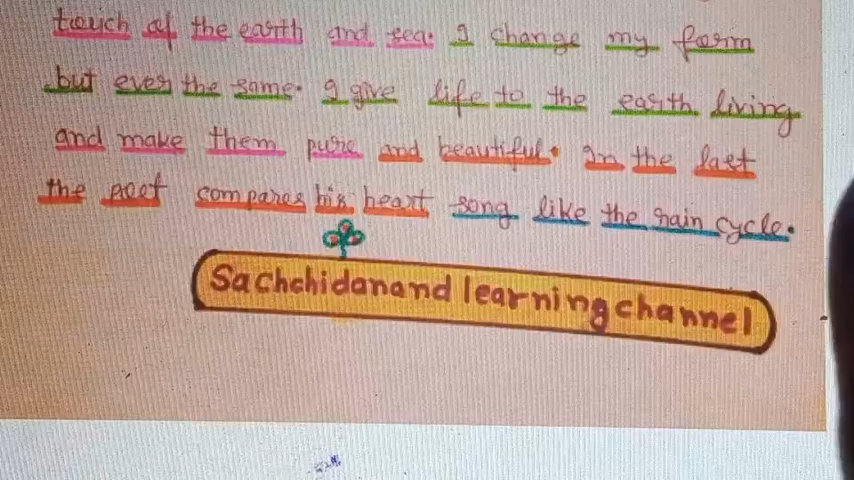 touch of the earth and sea. I change my form
but ever the same. I give life to the earth living
and make them pure and beautiful. In the last
the poet compares his heart song like the rain cycle.
Sachchidanand learning channel